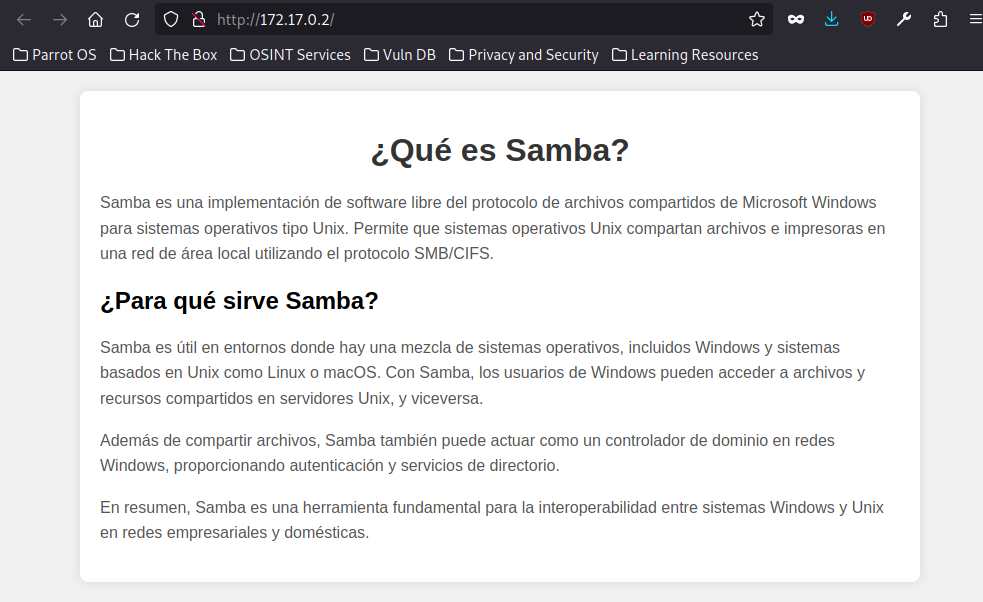 http://172.17.0.2/
Parrot OS Hack The Box OSINT Services Vuln DB Privacy and Security Learning Resources
¿Qué es Samba?
Samba es una implementación de software libre del protocolo de archivos compartidos de Microsoft Windows
para sistemas operativos tipo Unix. Permite que sistemas operativos Unix compartan archivos e impresoras en
una red de área local utilizando el protocolo SMB/CIFS.
¿Para qué sirve Samba?
Samba es útil en entornos donde hay una mezcla de sistemas operativos, incluidos Windows y sistemas
basados en Unix como Linux o macOS. Con Samba, los usuarios de Windows pueden acceder a archivos y
recursos compartidos en servidores Unix, y viceversa.
Además de compartir archivos, Samba también puede actuar como un controlador de dominio en redes
Windows, proporcionando autenticación y servicios de directorio.
En resumen, Samba es una herramienta fundamental para la interoperabilidad entre sistemas Windows y Unix
en redes empresariales y domésticas.